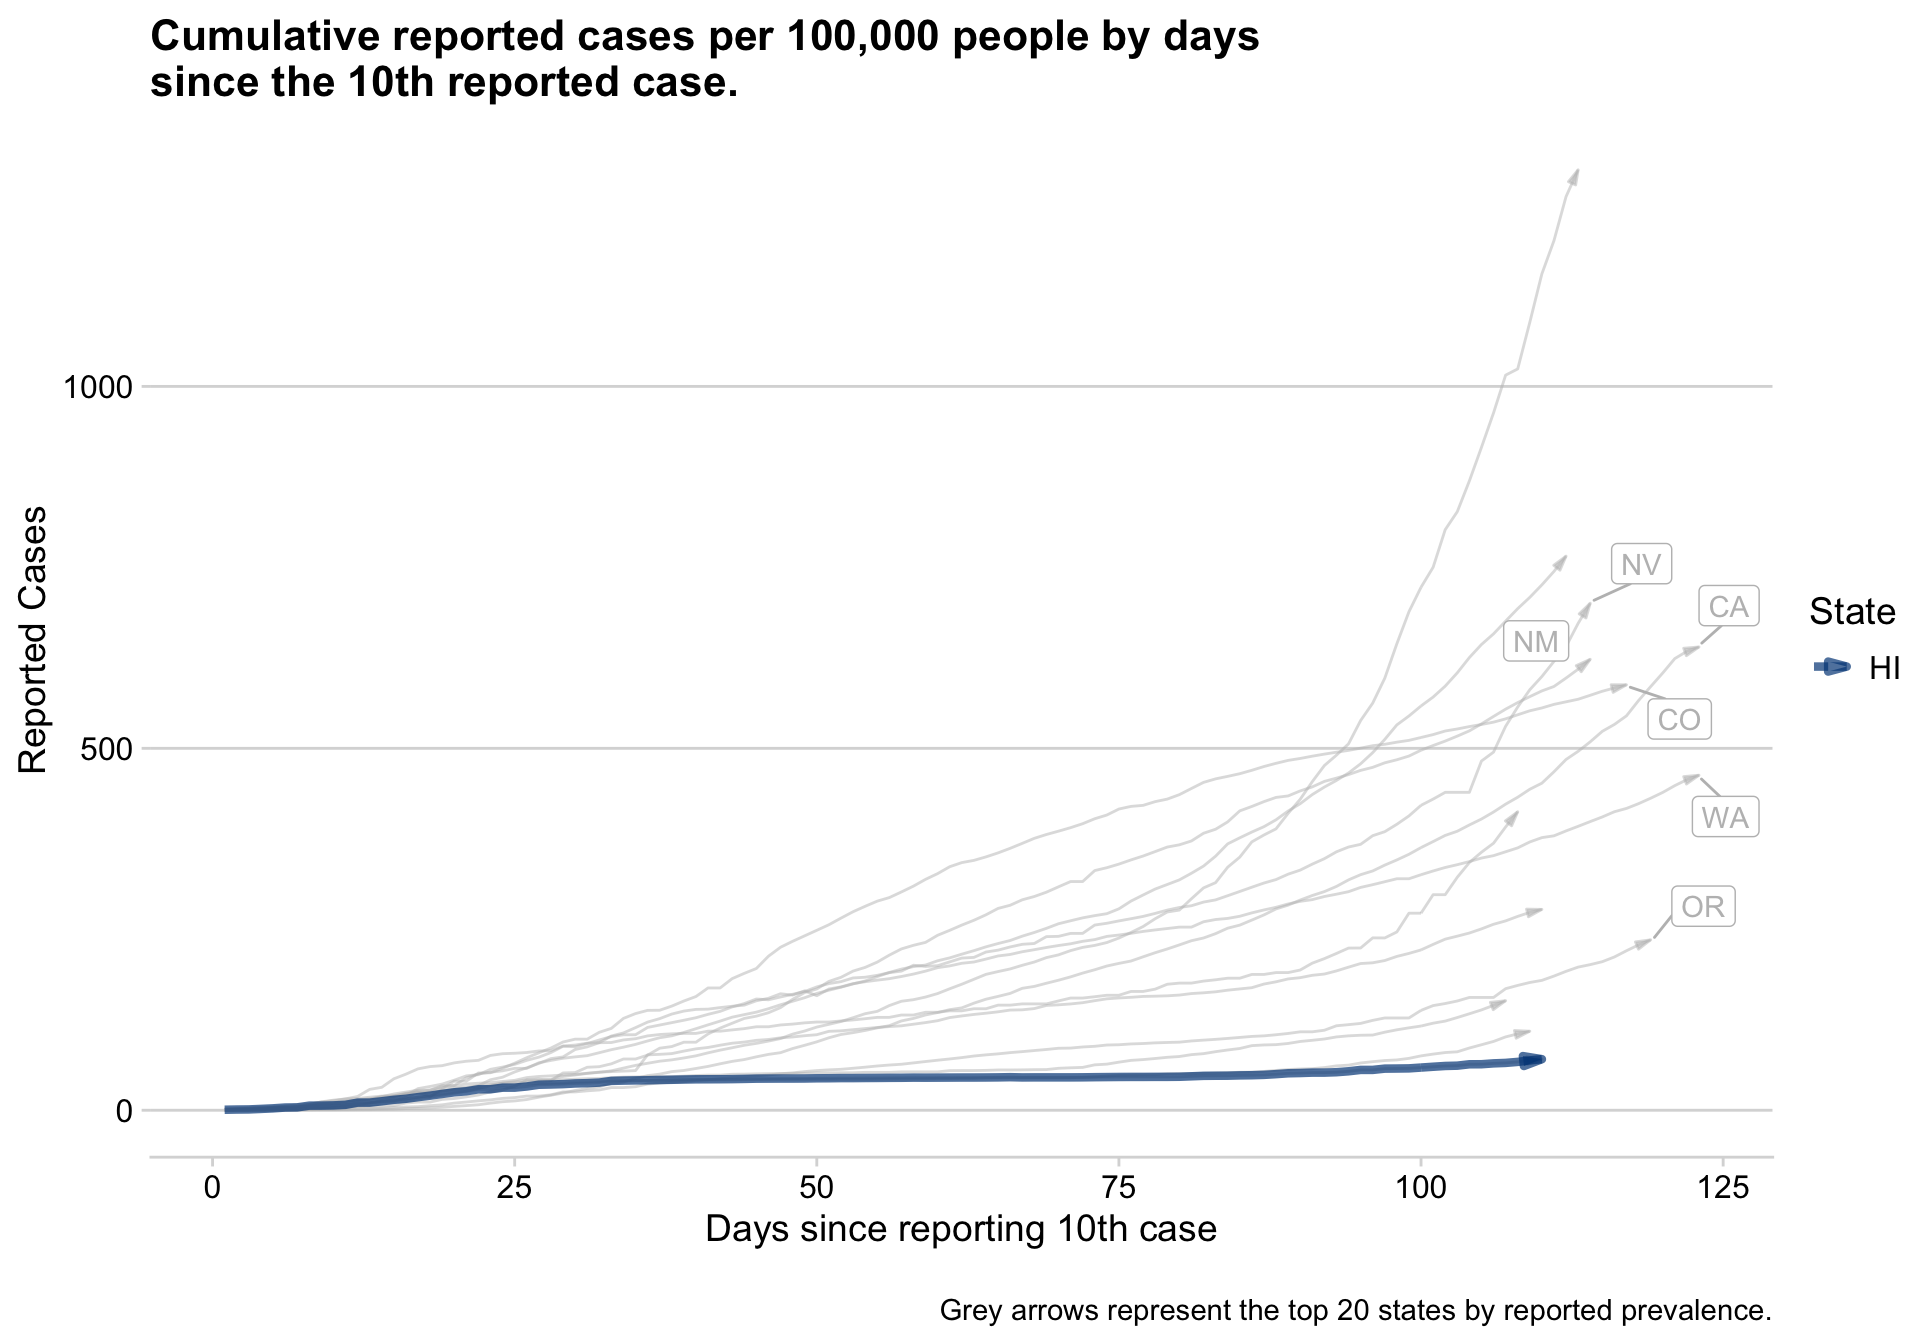 Cumulative reported cases per 100,000 people by days
since the 10th reported case.
1000
500
0
Reported Cases
NV
CA
NM
CO
WA
OR
State
HI
0 25 50 75 100 125
Days since reporting 10th case
Grey arrows represent the top 20 states by reported prevalence.